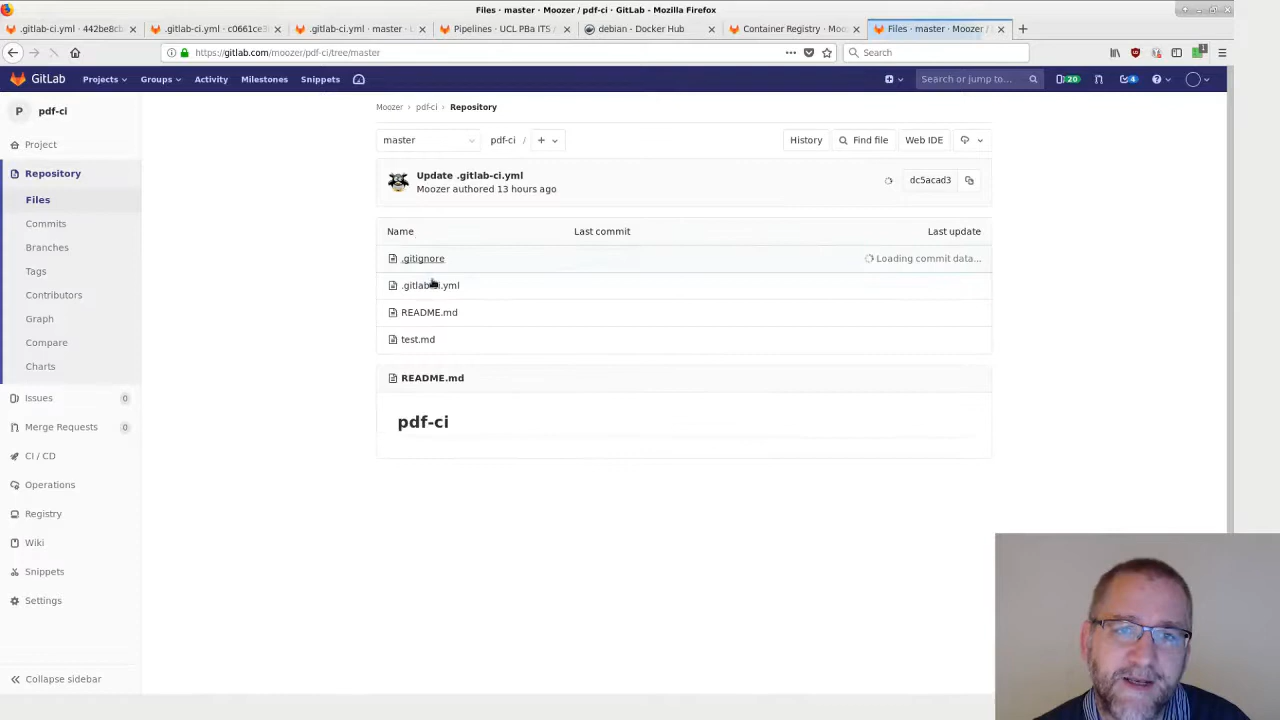 Files · master · Moozer / pdf-ci · GitLab - Mozilla Firefox
.gitlab-ci.yml · 442be8cb
.gitlab-ci.yml · c0661ce5
.gitlab-ci.yml · master ·
Pipelines · UCL PBa IT5 /
debian - Docker Hub
Container Registry · Moo
Files · master · Moozer /
https://gitlab.com/moozer/pdf-ci/tree/master
Search
GitLab
Projects
Groups
Activity
Milestones
Snippets
Search or jump to...
20
4
P
pdf-ci
Moozer > pdf-ci > Repository
Project
master
pdf-ci /
+
History
Find file
Web IDE
Repository
Update .gitlab-ci.yml
Moozer authored 13 hours ago
dc5acad3
Files
Commits
Branches
Tags
Contributors
Graph
Compare
Charts
Issues 0
Merge Requests 0
CI / CD
Operations
Registry
Wiki
Snippets
Settings
Collapse sidebar
Name
Last commit
Last update
.gitignore
Loading commit data...
.gitlab-ci.yml
README.md
test.md
README.md
pdf-ci